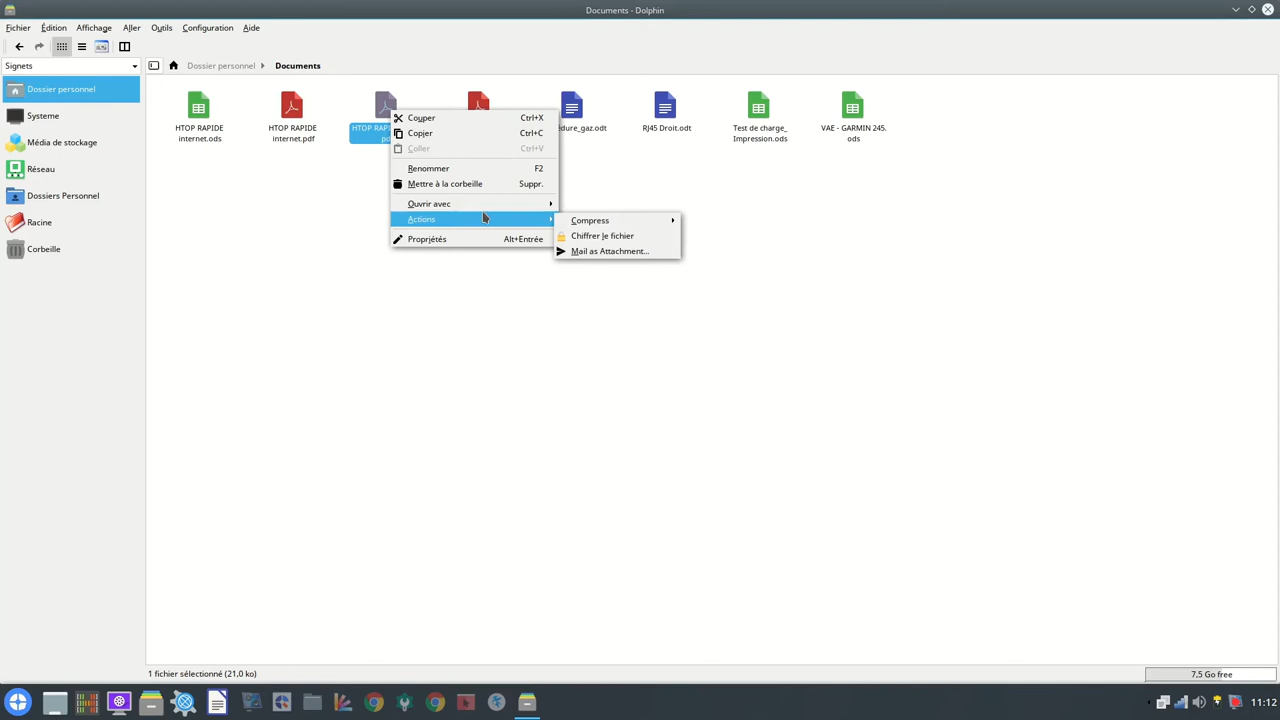 Documents - Dolphin
Fichier Édition Affichage Aller Outils Configuration Aide
Signets
Dossier personnel Documents
Dossier personnel
Systeme
Média de stockage
Réseau
Dossiers Personnel
Racine
Corbeille
HTOP RAPIDE
internet.ods
HTOP RAPIDE
internet.pdf
HTOP
RJ45 Droit.odt
Test de charge_
Impression.ods
VAE - GARMIN 245.
ods
Couper Ctrl+X
Copier Ctrl+C
Coller Ctrl+V
Renommer F2
Mettre à la corbeille Suppr.
Ouvrir avec
Actions
Propriétés Alt+Entrée
Compress
Chiffrer le fichier
Mail as Attachment...
1 fichier sélectionné (21,0 ko)
7,5 Go free
11:12